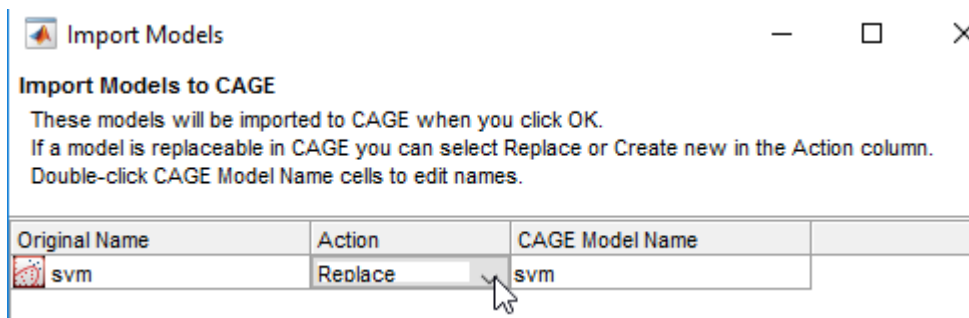 Import Models
Import Models to CAGE
These models will be imported to CAGE when you click OK.
If a model is replaceable in CAGE you can select Replace or Create new in the Action column.
Double-click CAGE Model Name cells to edit names.
Original Name Action CAGE Model Name
svm Replace svm